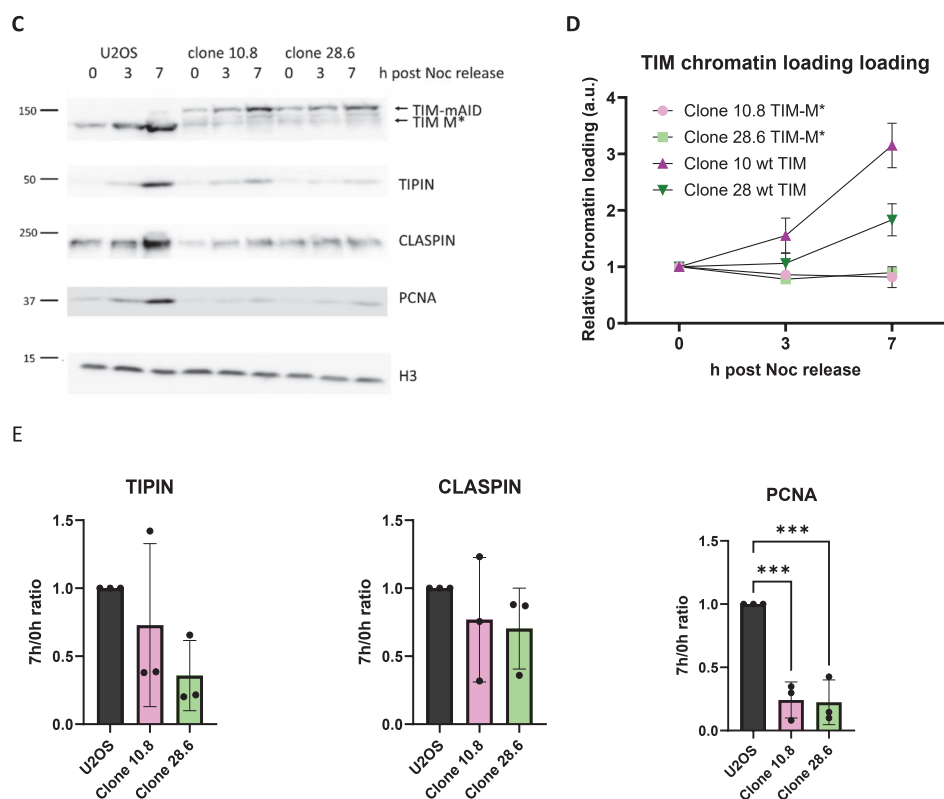 C
U2OS clone 10.8 clone 28.6
0 3 7 0 3 7 0 3 7 h post Noc release
150
TIM-mAID
TIM M*
50
TIPIN
250
CLASPIN
37
PCNA
15
H3
D
TIM chromatin loading loading
Relative Chromatin loading (a.u.)
4
3
2
1
0
Clone 10.8 TIM-M*
Clone 28.6 TIM-M*
Clone 10 wt TIM
Clone 28 wt TIM
0 3 7
h post Noc release
E
TIPIN
7h/0h ratio
1.5
1.0
0.5
0.0
U2OS
Clone 10.8
Clone 28.6
CLASPIN
7h/0h ratio
1.5
1.0
0.5
0.0
U2OS
Clone 10.8
Clone 28.6
PCNA
7h/0h ratio
1.5
1.0
0.5
0.0
***
***
U2OS
Clone 10.8
Clone 28.6